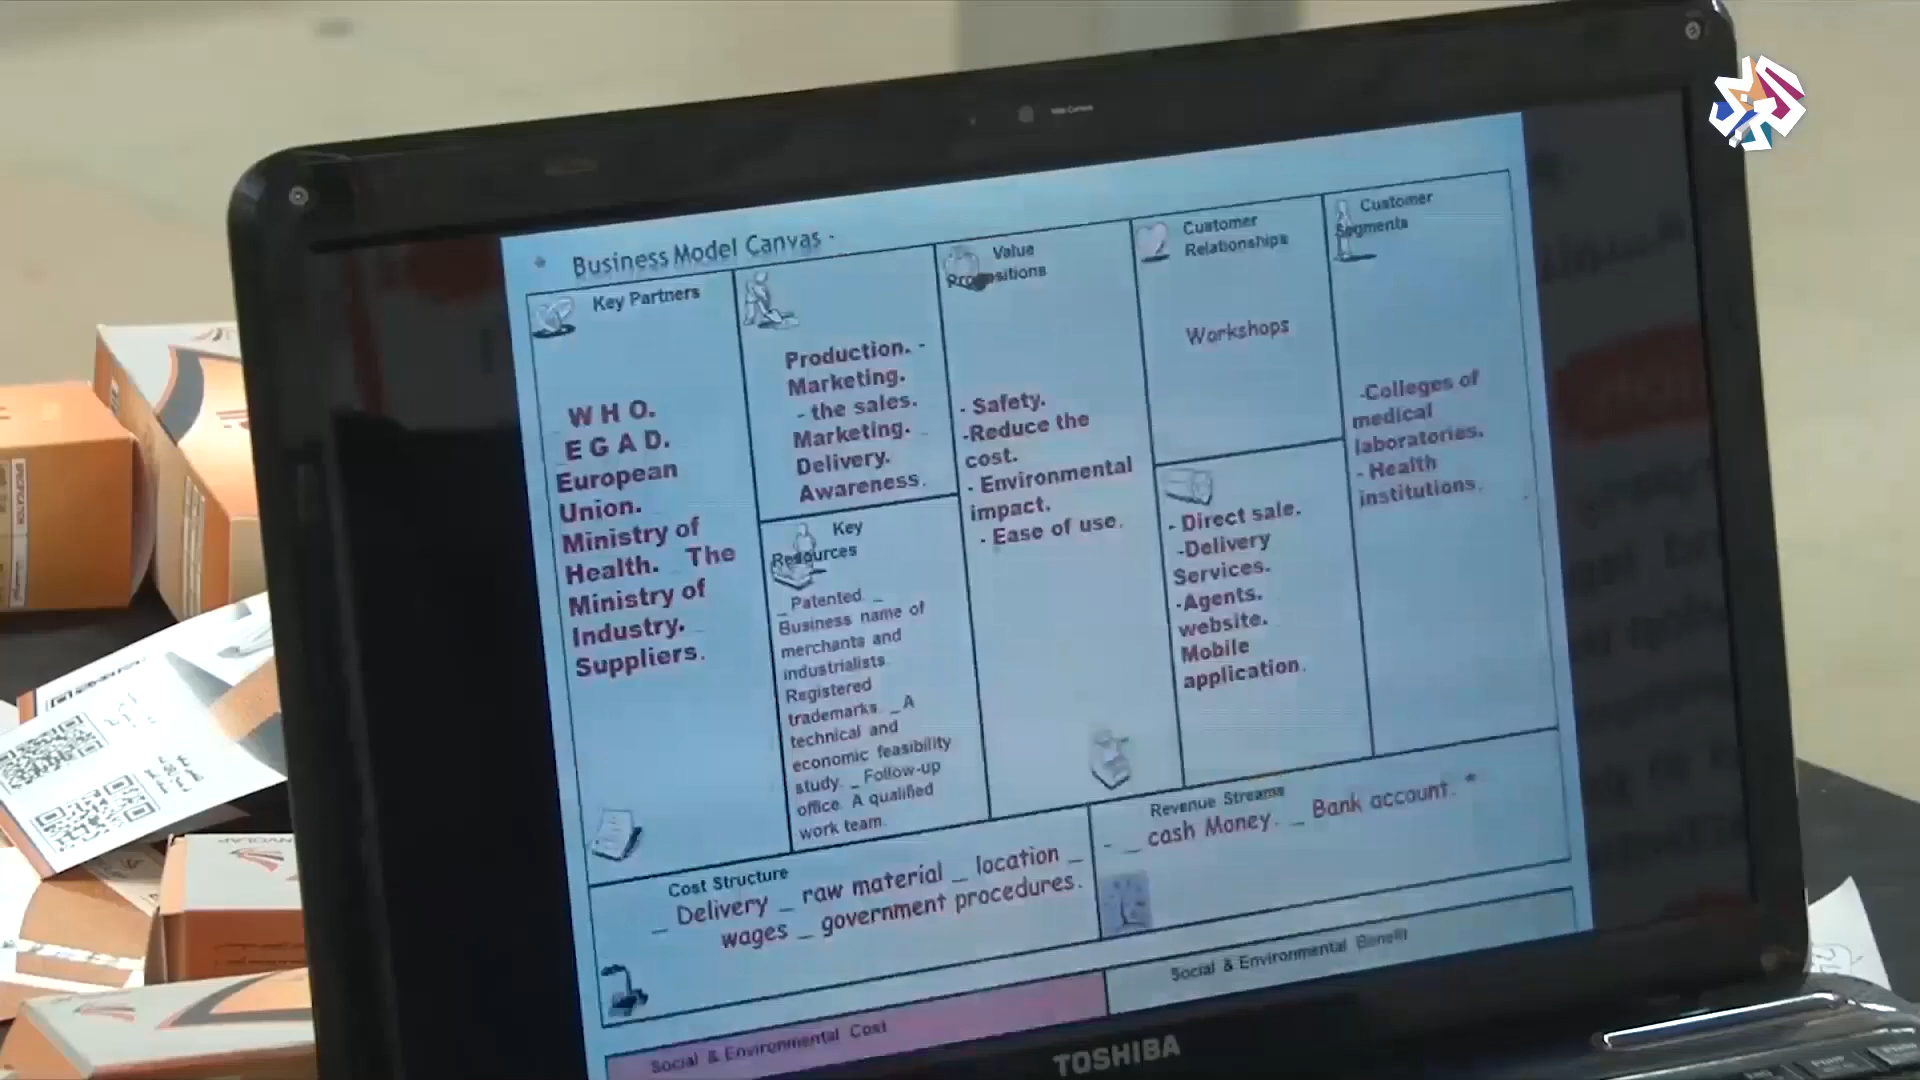 Business Model Canvas -
Key Partners
W H O.
_ E G A D.
European
Union.
Ministry of
Health. _ The
Ministry of
Industry.
Suppliers.
Production. -
Marketing.
- the sales.
Marketing. _
Delivery.
Awareness.
Key
Resources
_ Patented. _
Business name of
merchants and
industrialists.
Registered
trademarks. _ A
technical and
economic feasibility
study. _ Follow-up
office. A qualified
work team.
Value
Propositions
- Safety.
-Reduce the
cost.
- Environmental
impact.
- Ease of use.
Customer
Relationships
Workshops
- Direct sale.
-Delivery
Services.
-Agents.
website.
Mobile
application.
Customer
Segments
-Colleges of
medical
laboratories.
- Health
institutions.
Cost Structure
_ Delivery _ raw material _ location _
wages _ government procedures.
Revenue Streams
- _ cash Money. _ Bank account. *
Social & Environmental Cost
Social & Environmental Benefit
TOSHIBA